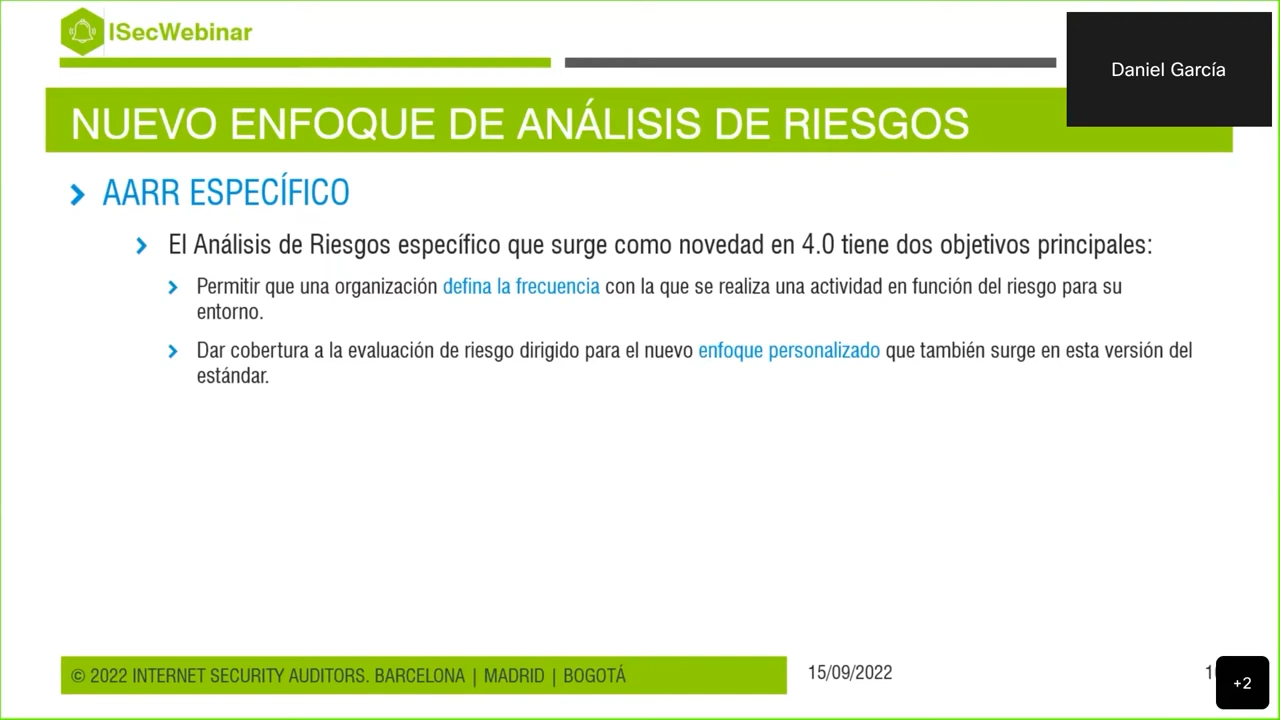 ISecWebinar
Daniel García
NUEVO ENFOQUE DE ANÁLISIS DE RIESGOS
AARR ESPECÍFICO
El Análisis de Riesgos específico que surge como novedad en 4.0 tiene dos objetivos principales:
Permitir que una organización defina la frecuencia con la que se realiza una actividad en función del riesgo para su
entorno.
Dar cobertura a la evaluación de riesgo dirigido para el nuevo enfoque personalizado que también surge en esta versión del
estándar.
© 2022 INTERNET SECURITY AUDITORS. BARCELONA | MADRID | BOGOTÁ
15/09/2022
+2